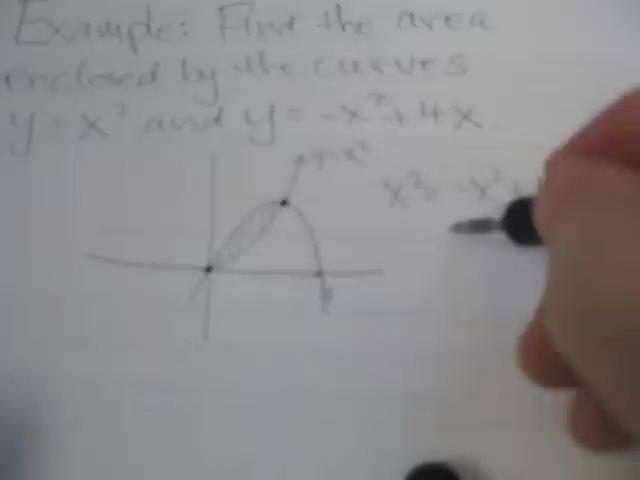 Example: Find the area
enclosed by the curves
y = x² and y = -x² + 4x
y = x²
x² = -x² +